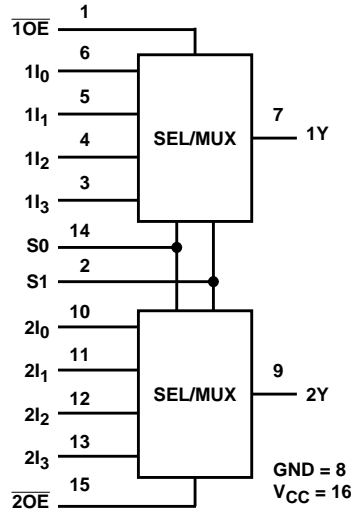 1
1OE
6
1I0
5
1I1
7
4
SEL/MUX
1Y
1I2
3
1I3
14
S0
2
S1
10
2I0
11
2I1
9
12
SEL/MUX
2Y
2I2
13
2I3
GND = 8
15
VCC = 16
2OE